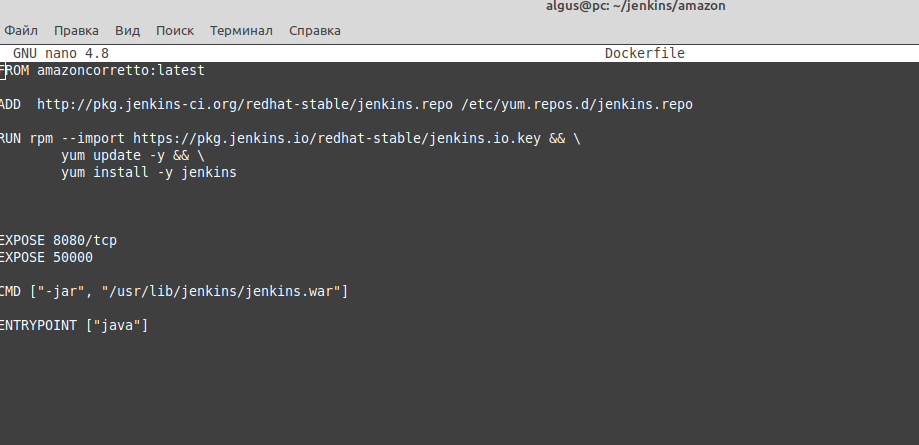 algus@pc: ~/jenkins/amazon
Файл Правка Вид Поиск Терминал Справка
GNU nano 4.8 Dockerfile
FROM amazoncorretto:latest
ADD  http://pkg.jenkins-ci.org/redhat-stable/jenkins.repo /etc/yum.repos.d/jenkins.repo
RUN rpm --import https://pkg.jenkins.io/redhat-stable/jenkins.io.key && \
        yum update -y && \
        yum install -y jenkins
EXPOSE 8080/tcp
EXPOSE 50000
CMD ["-jar", "/usr/lib/jenkins/jenkins.war"]
ENTRYPOINT ["java"]